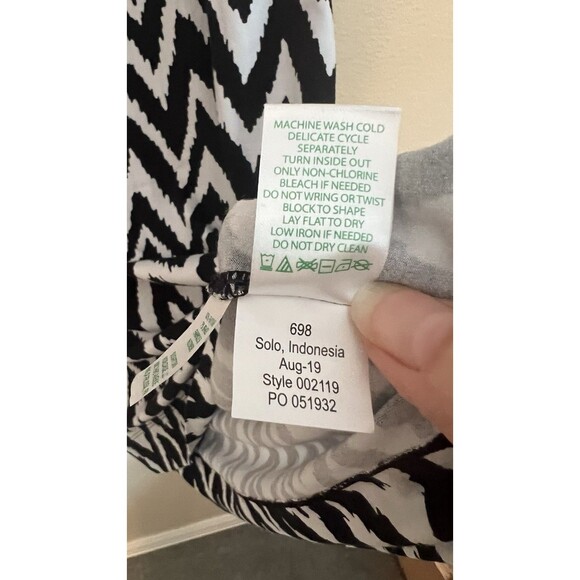 MACHINE WASH COLD
DELICATE CYCLE
SEPARATELY
TURN INSIDE OUT
ONLY NON-CHLORINE
BLEACH IF NEEDED
DO NOT WRING OR TWIST
BLOCK TO SHAPE
LAY FLAT TO DRY
LOW IRON IF NEEDED
DO NOT DRY CLEAN
698
Solo, Indonesia
Aug-19
Style 002119
PO 051932